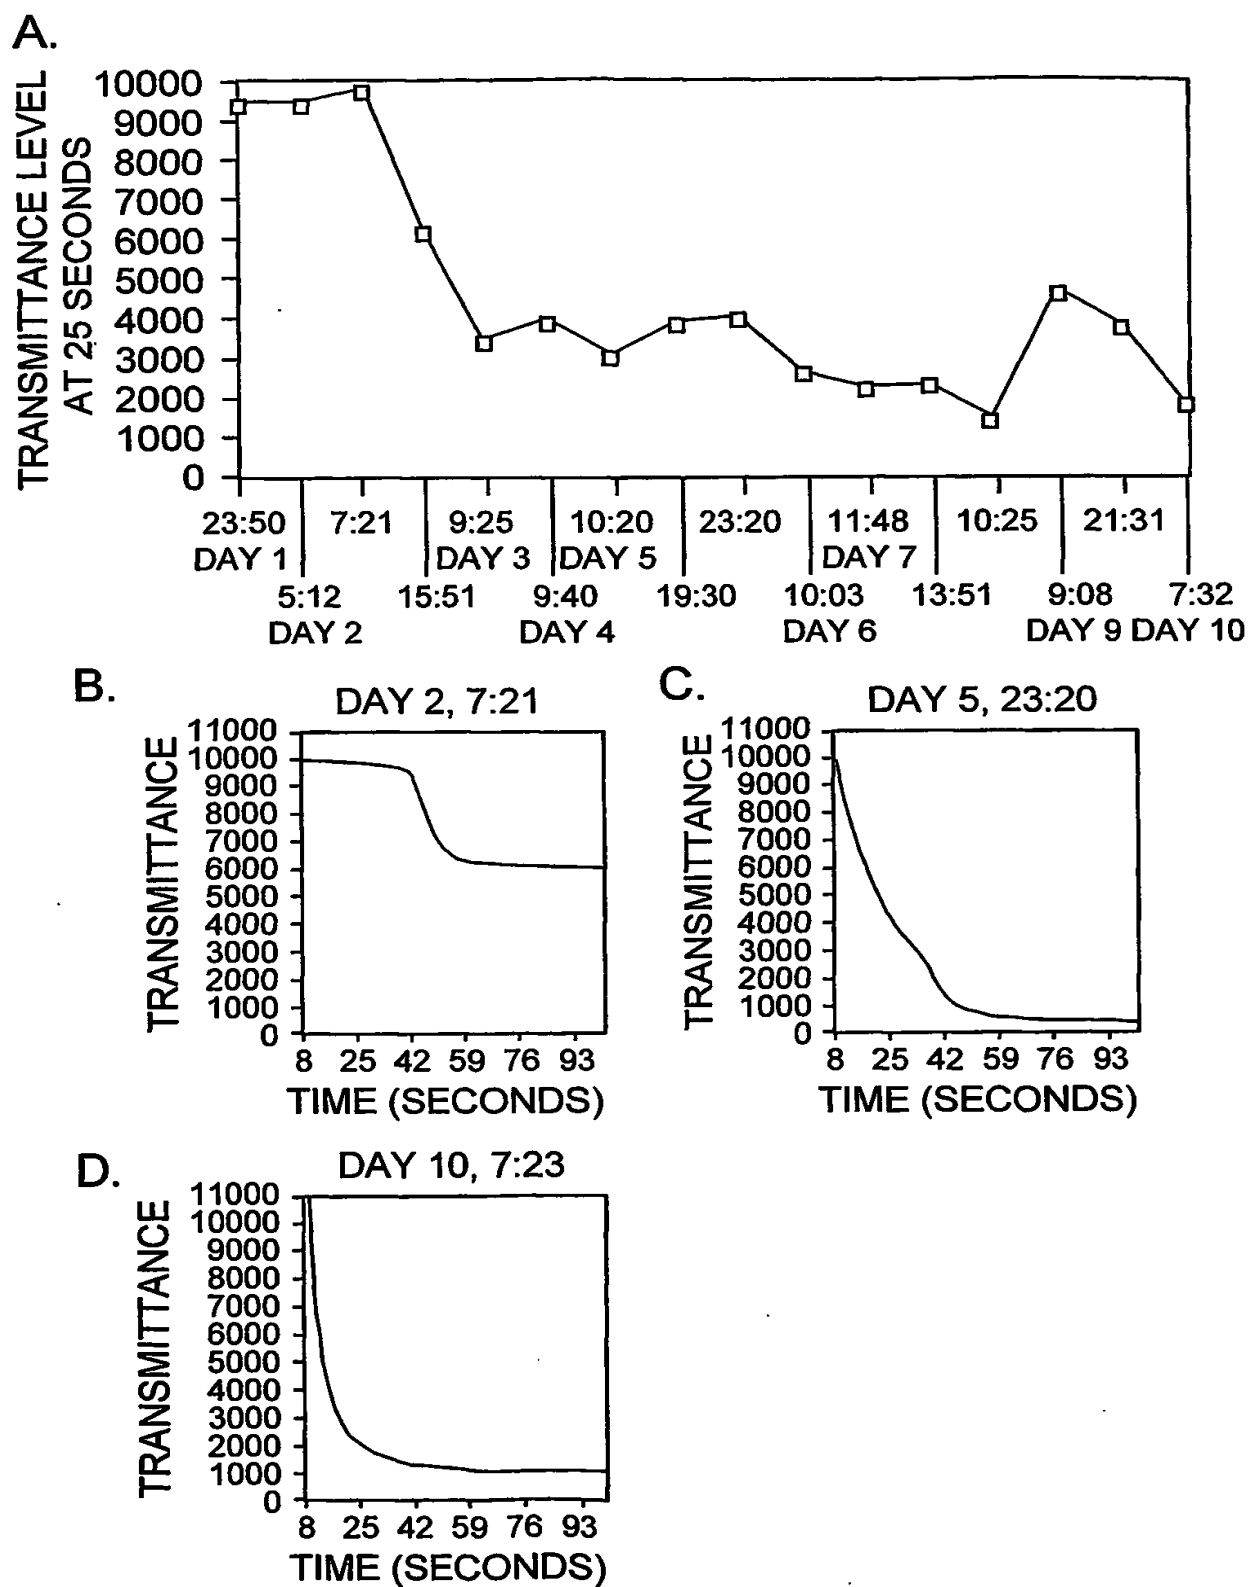 A.
TRANSMITTANCE LEVEL
AT 25 SECONDS
10000
9000
8000
7000
6000
5000
4000
3000
2000
1000
0
23:50 7:21 9:25 10:20 23:20 11:48 10:25 21:31
DAY 1 DAY 3 DAY 5 DAY 7
5:12 15:51 9:40 19:30 10:03 13:51 9:08 7:32
DAY 2 DAY 4 DAY 6 DAY 9 DAY 10
B.
DAY 2, 7:21
TRANSMITTANCE
11000
10000
9000
8000
7000
6000
5000
4000
3000
2000
1000
0
8 25 42 59 76 93
TIME (SECONDS)
C.
DAY 5, 23:20
TRANSMITTANCE
11000
10000
9000
8000
7000
6000
5000
4000
3000
2000
1000
0
8 25 42 59 76 93
TIME (SECONDS)
D.
DAY 10, 7:23
TRANSMITTANCE
11000
10000
9000
8000
7000
6000
5000
4000
3000
2000
1000
0
8 25 42 59 76 93
TIME (SECONDS)